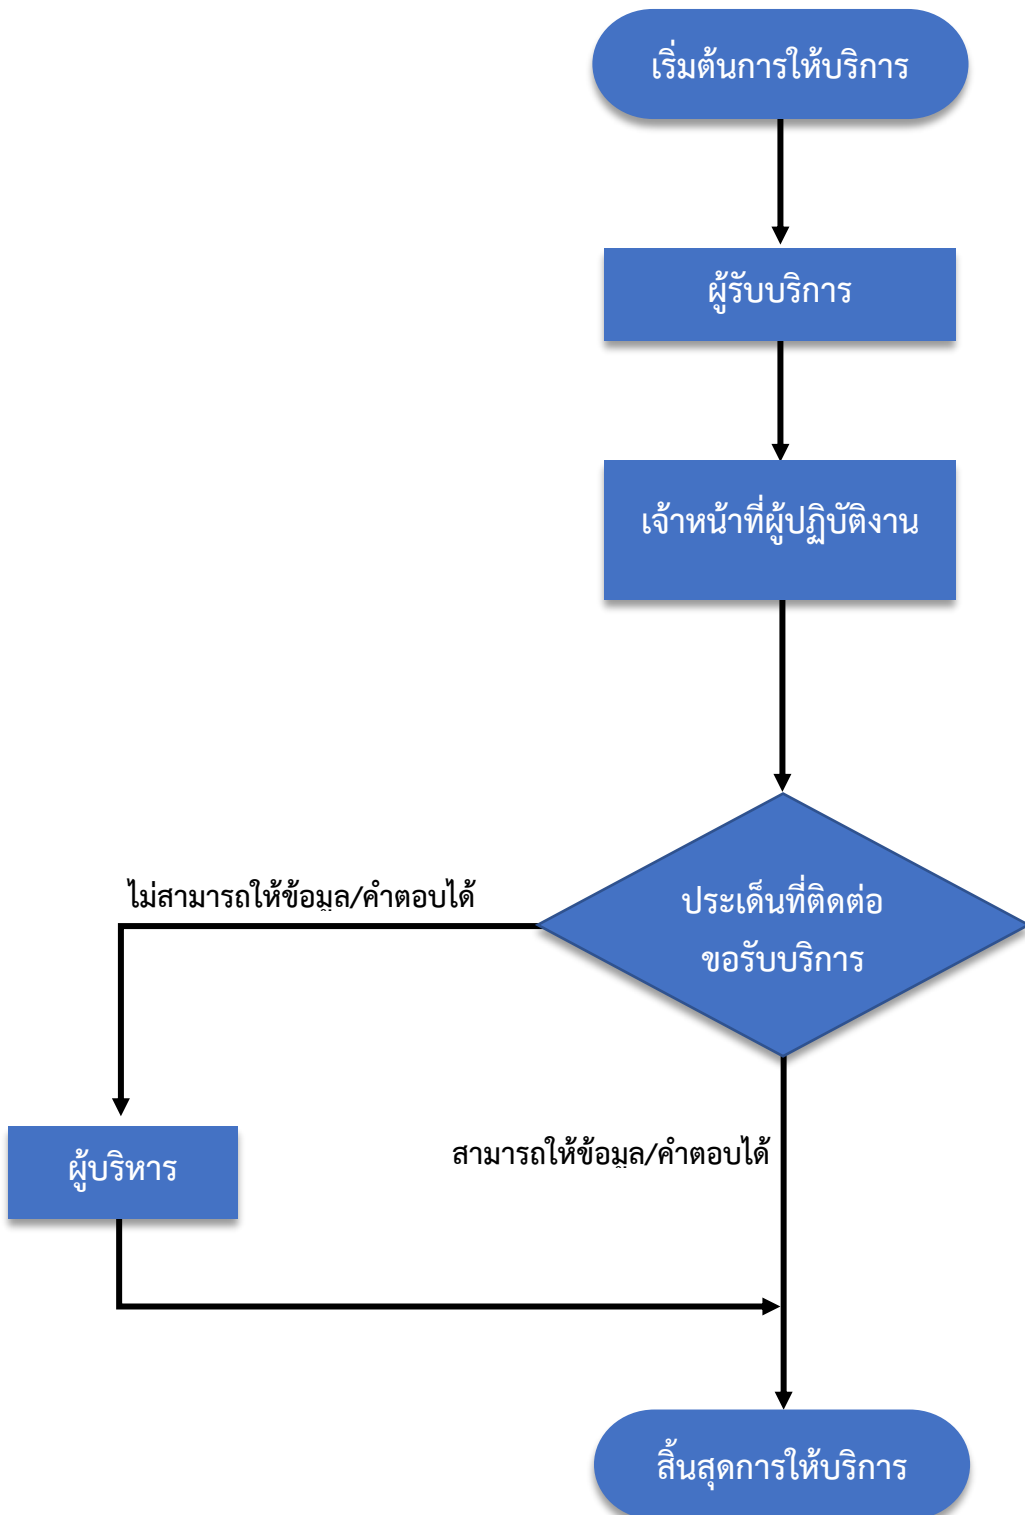 เริ่มต้นการให้บริการ
ผู้รับบริการ
เจ้าหน้าที่ผู้ปฏิบัติงาน
ประเด็นที่ติดต่อ
ขอรับบริการ
ไม่สามารถให้ข้อมูล/คำตอบได้
ผู้บริหาร
สามารถให้ข้อมูล/คำตอบได้
สิ้นสุดการให้บริการ